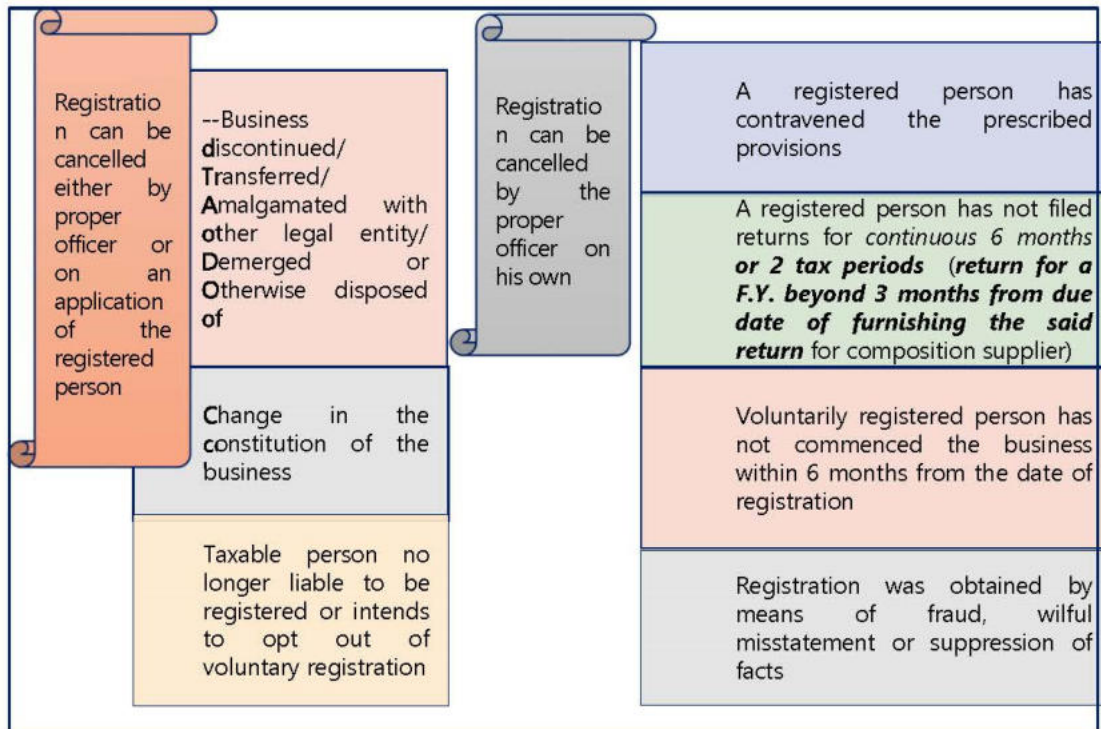 Registratio
n can be
cancelled
either by
proper
officer or
on an
application
of the
registered
person
--Business
discontinued/
Transferred/
Amalgamated with
other legal entity/
Demerged or
Otherwise disposed
of
Change in the
constitution of the
business
Taxable person no
longer liable to be
registered or intends
to opt out of
voluntary registration
Registratio
n can be
cancelled
by the
proper
officer on
his own
A registered person has
contravened the prescribed
provisions
A registered person has not filed
returns for continuous 6 months
or 2 tax periods (return for a
F.Y. beyond 3 months from due
date of furnishing the said
return for composition supplier)
Voluntarily registered person has
not commenced the business
within 6 months from the date of
registration
Registration was obtained by
means of fraud, wilful
misstatement or suppression of
facts